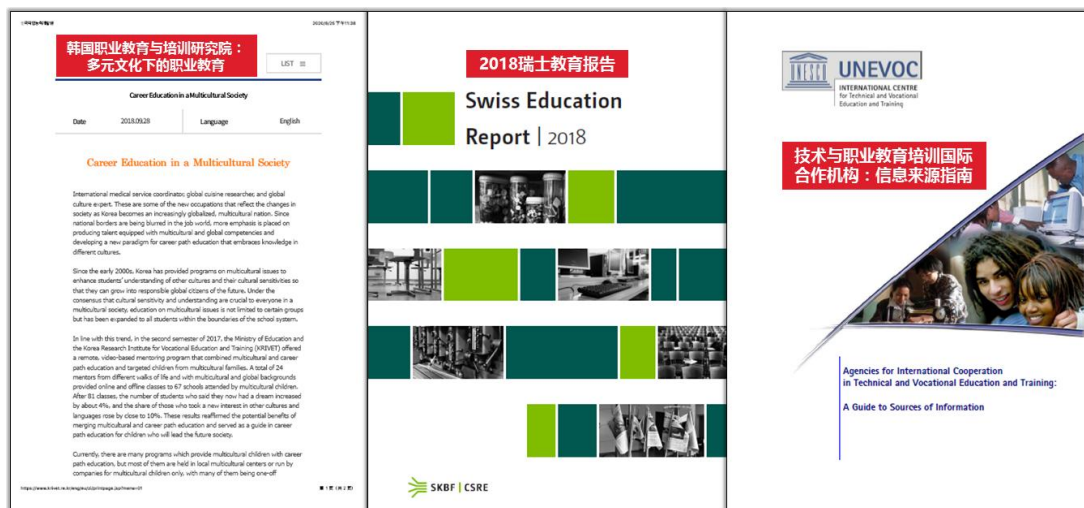 2020/8/25 下午11:38
韩国职业教育与培训研究院：
多元文化下的职业教育
LIST
Career Education in a Multicultural Society
Date 2018.09.28 Language English
Career Education in a Multicultural Society
International medical service coordinator, global cuisine researcher, and global
culture expert. These are some of the new occupations that reflect the changes in
society as Korea becomes an increasingly globalized, multicultural nation. Since
national borders are being blurred in the job world, more emphasis is placed on
producing talent equipped with multicultural and global competencies and
developing a new paradigm for career path education that embraces knowledge in
different cultures.
Since the early 2000s, Korea has provided programs on multicultural issues to
enhance students' understanding of other cultures and their cultural sensitivities so
that they can grow into responsible global citizens of the future. Under the
consensus that cultural sensitivity and understanding are crucial to everyone in a
multicultural society, education on multicultural issues is not limited to certain groups
but has been expanded to all students within the boundaries of the school system.
In line with this trend, in the second semester of 2017, the Ministry of Education and
the Korea Research Institute for Vocational Education and Training (KRIVET) offered
a remote, video-based mentoring program that combined multicultural and career
path education and targeted children from multicultural families. A total of 24
mentors from different walks of life and with multicultural and global backgrounds
provided online and offline classes to 67 schools attended by multicultural children.
After 81 classes, the number of students who said they now had a dream increased
by about 4%, and the share of those who took a new interest in other cultures and
languages rose by close to 10%. These results reaffirmed the potential benefits of
merging multicultural and career path education and served as a guide in career
path education for children who will lead the future society.
Currently, there are many programs which provide multicultural children with career
path education, but most of them are held in local multicultural centers or run by
companies for multicultural children only, with many of them being one-off
2018瑞士教育报告
Swiss Education
Report | 2018
SKBF | CSRE
UNESCO
UNEVOC
INTERNATIONAL CENTRE
for Technical and Vocational
Education and Training
技术与职业教育培训国际
合作机构：信息来源指南
Agencies for International Cooperation
in Technical and Vocational Education and Training:
A Guide to Sources of Information